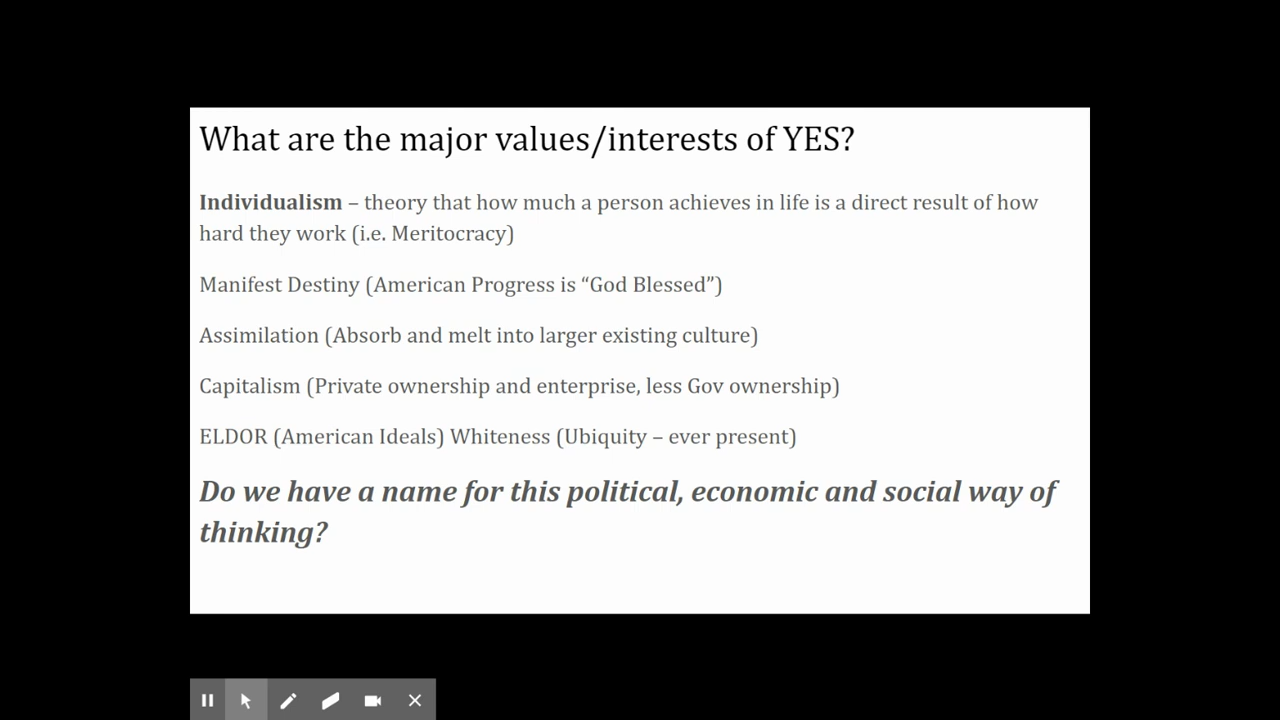 What are the major values/interests of YES?
Individualism – theory that how much a person achieves in life is a direct result of how
hard they work (i.e. Meritocracy)
Manifest Destiny (American Progress is “God Blessed”)
Assimilation (Absorb and melt into larger existing culture)
Capitalism (Private ownership and enterprise, less Gov ownership)
ELDOR (American Ideals) Whiteness (Ubiquity – ever present)
Do we have a name for this political, economic and social way of
thinking?